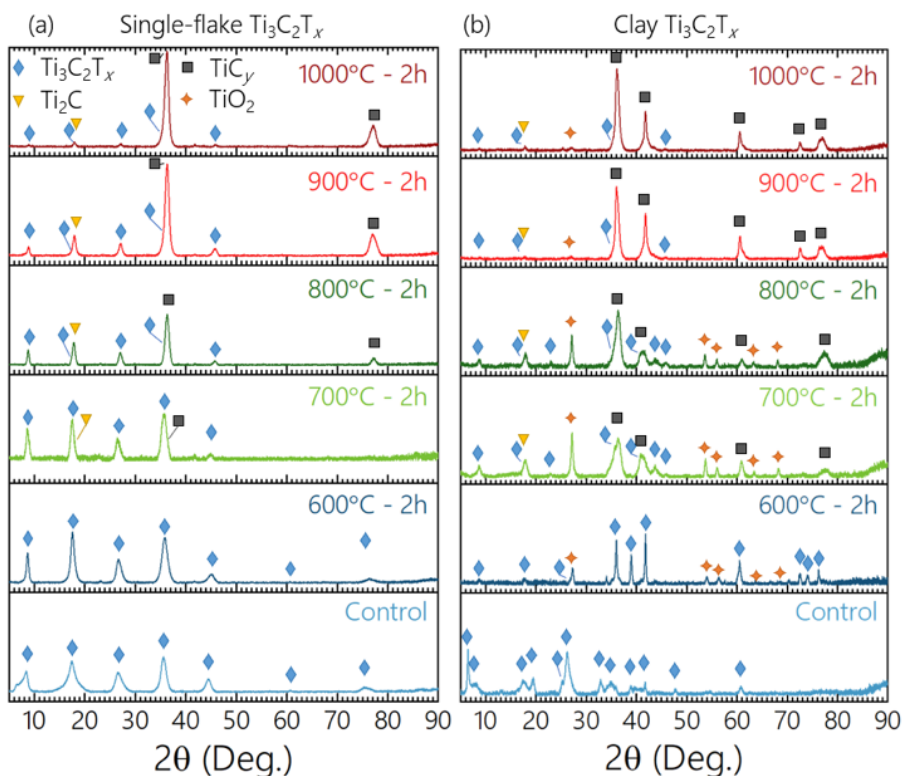 (a) Single-flake Ti₃C₂Tₓ
Ti₃C₂Tₓ
TiCᵧ
Ti₂C
TiO₂
1000°C - 2h
900°C - 2h
800°C - 2h
700°C - 2h
600°C - 2h
Control
10 20 30 40 50 60 70 80 90
2θ (Deg.)
(b) Clay Ti₃C₂Tₓ
1000°C - 2h
900°C - 2h
800°C - 2h
700°C - 2h
600°C - 2h
Control
10 20 30 40 50 60 70 80 90
2θ (Deg.)